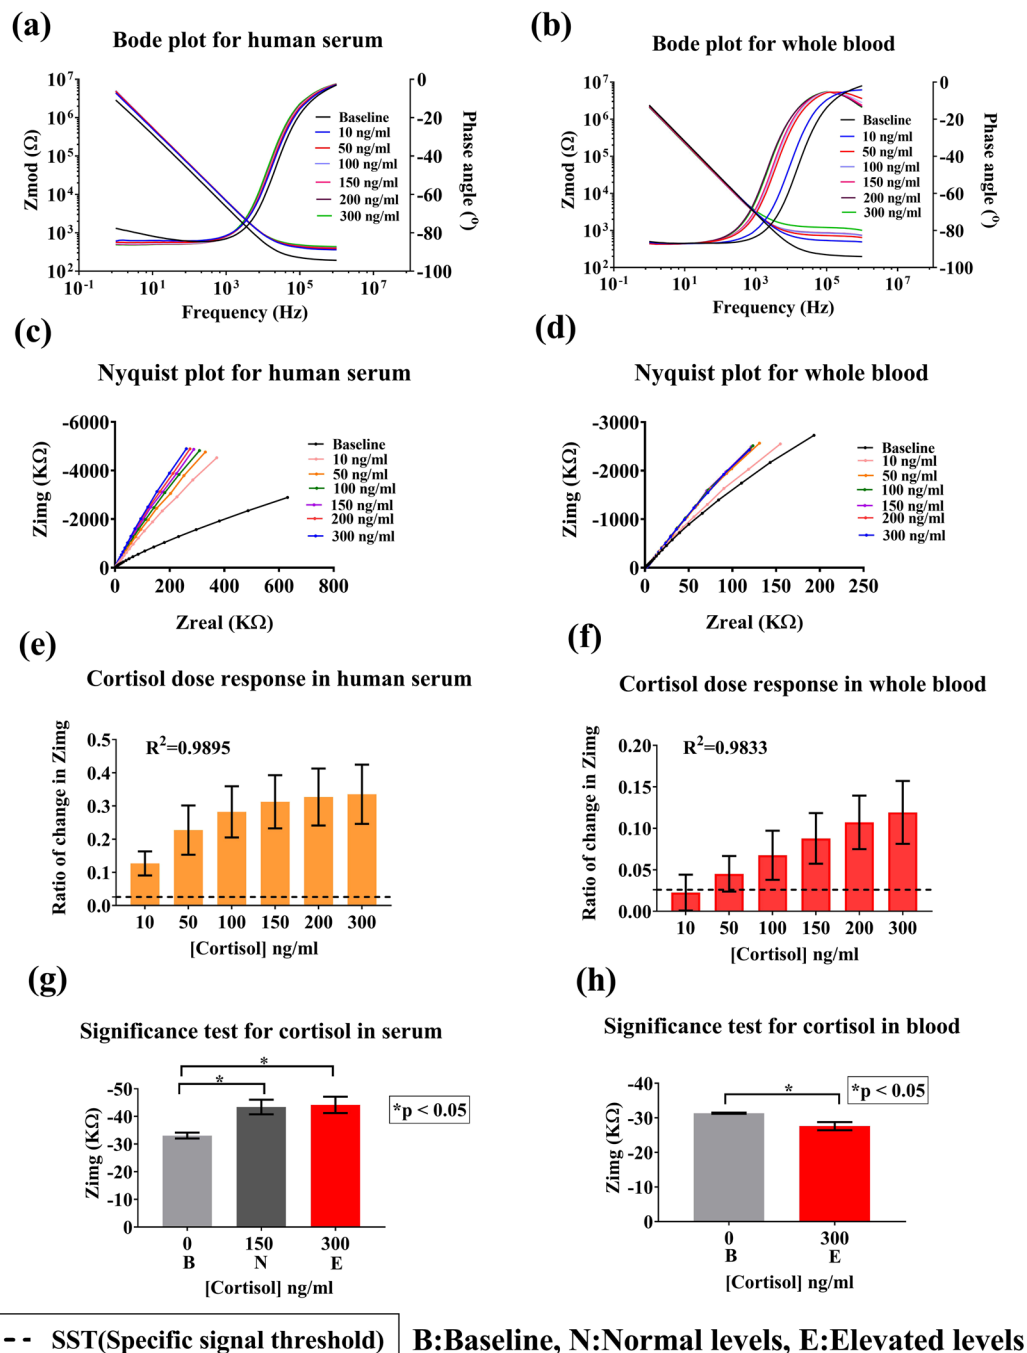 (a)
Bode plot for human serum
10^7
10^6
10^5
10^4
10^3
10^2
Zmod (Ω)
0
-20
-40
-60
-80
-100
Phase angle (°)
Baseline
10 ng/ml
50 ng/ml
100 ng/ml
150 ng/ml
200 ng/ml
300 ng/ml
10^-1
10^1
10^3
10^5
10^7
Frequency (Hz)
(b)
Bode plot for whole blood
10^7
10^6
10^5
10^4
10^3
10^2
Zmod (Ω)
0
-20
-40
-60
-80
-100
Phase angle (°)
Baseline
10 ng/ml
50 ng/ml
100 ng/ml
150 ng/ml
200 ng/ml
300 ng/ml
10^-1
10^1
10^3
10^5
10^7
Frequency (Hz)
(c)
Nyquist plot for human serum
-6000
-4000
-2000
0
Zimg (KΩ)
Baseline
10 ng/ml
50 ng/ml
100 ng/ml
150 ng/ml
200 ng/ml
300 ng/ml
0 200 400 600 800
Zreal (KΩ)
(d)
Nyquist plot for whole blood
-3000
-2000
-1000
0
Zimg (KΩ)
Baseline
10 ng/ml
50 ng/ml
100 ng/ml
150 ng/ml
200 ng/ml
300 ng/ml
0 50 100 150 200 250
Zreal (KΩ)
(e)
Cortisol dose response in human serum
R^2=0.9895
0.5
0.4
0.3
0.2
0.1
0.0
Ratio of change in Zimg
10 50 100 150 200 300
[Cortisol] ng/ml
(f)
Cortisol dose response in whole blood
R^2=0.9833
0.20
0.15
0.10
0.05
0.00
Ratio of change in Zimg
10 50 100 150 200 300
[Cortisol] ng/ml
(g)
Significance test for cortisol in serum
*
*
*p < 0.05
-50
-40
-30
-20
-10
0
Zimg (KΩ)
0 150 300
B N E
[Cortisol] ng/ml
(h)
Significance test for cortisol in blood
*
*p < 0.05
-40
-30
-20
-10
0
Zimg (KΩ)
0 300
B E
[Cortisol] ng/ml
SST(Specific signal threshold)
B:Baseline, N:Normal levels, E:Elevated levels